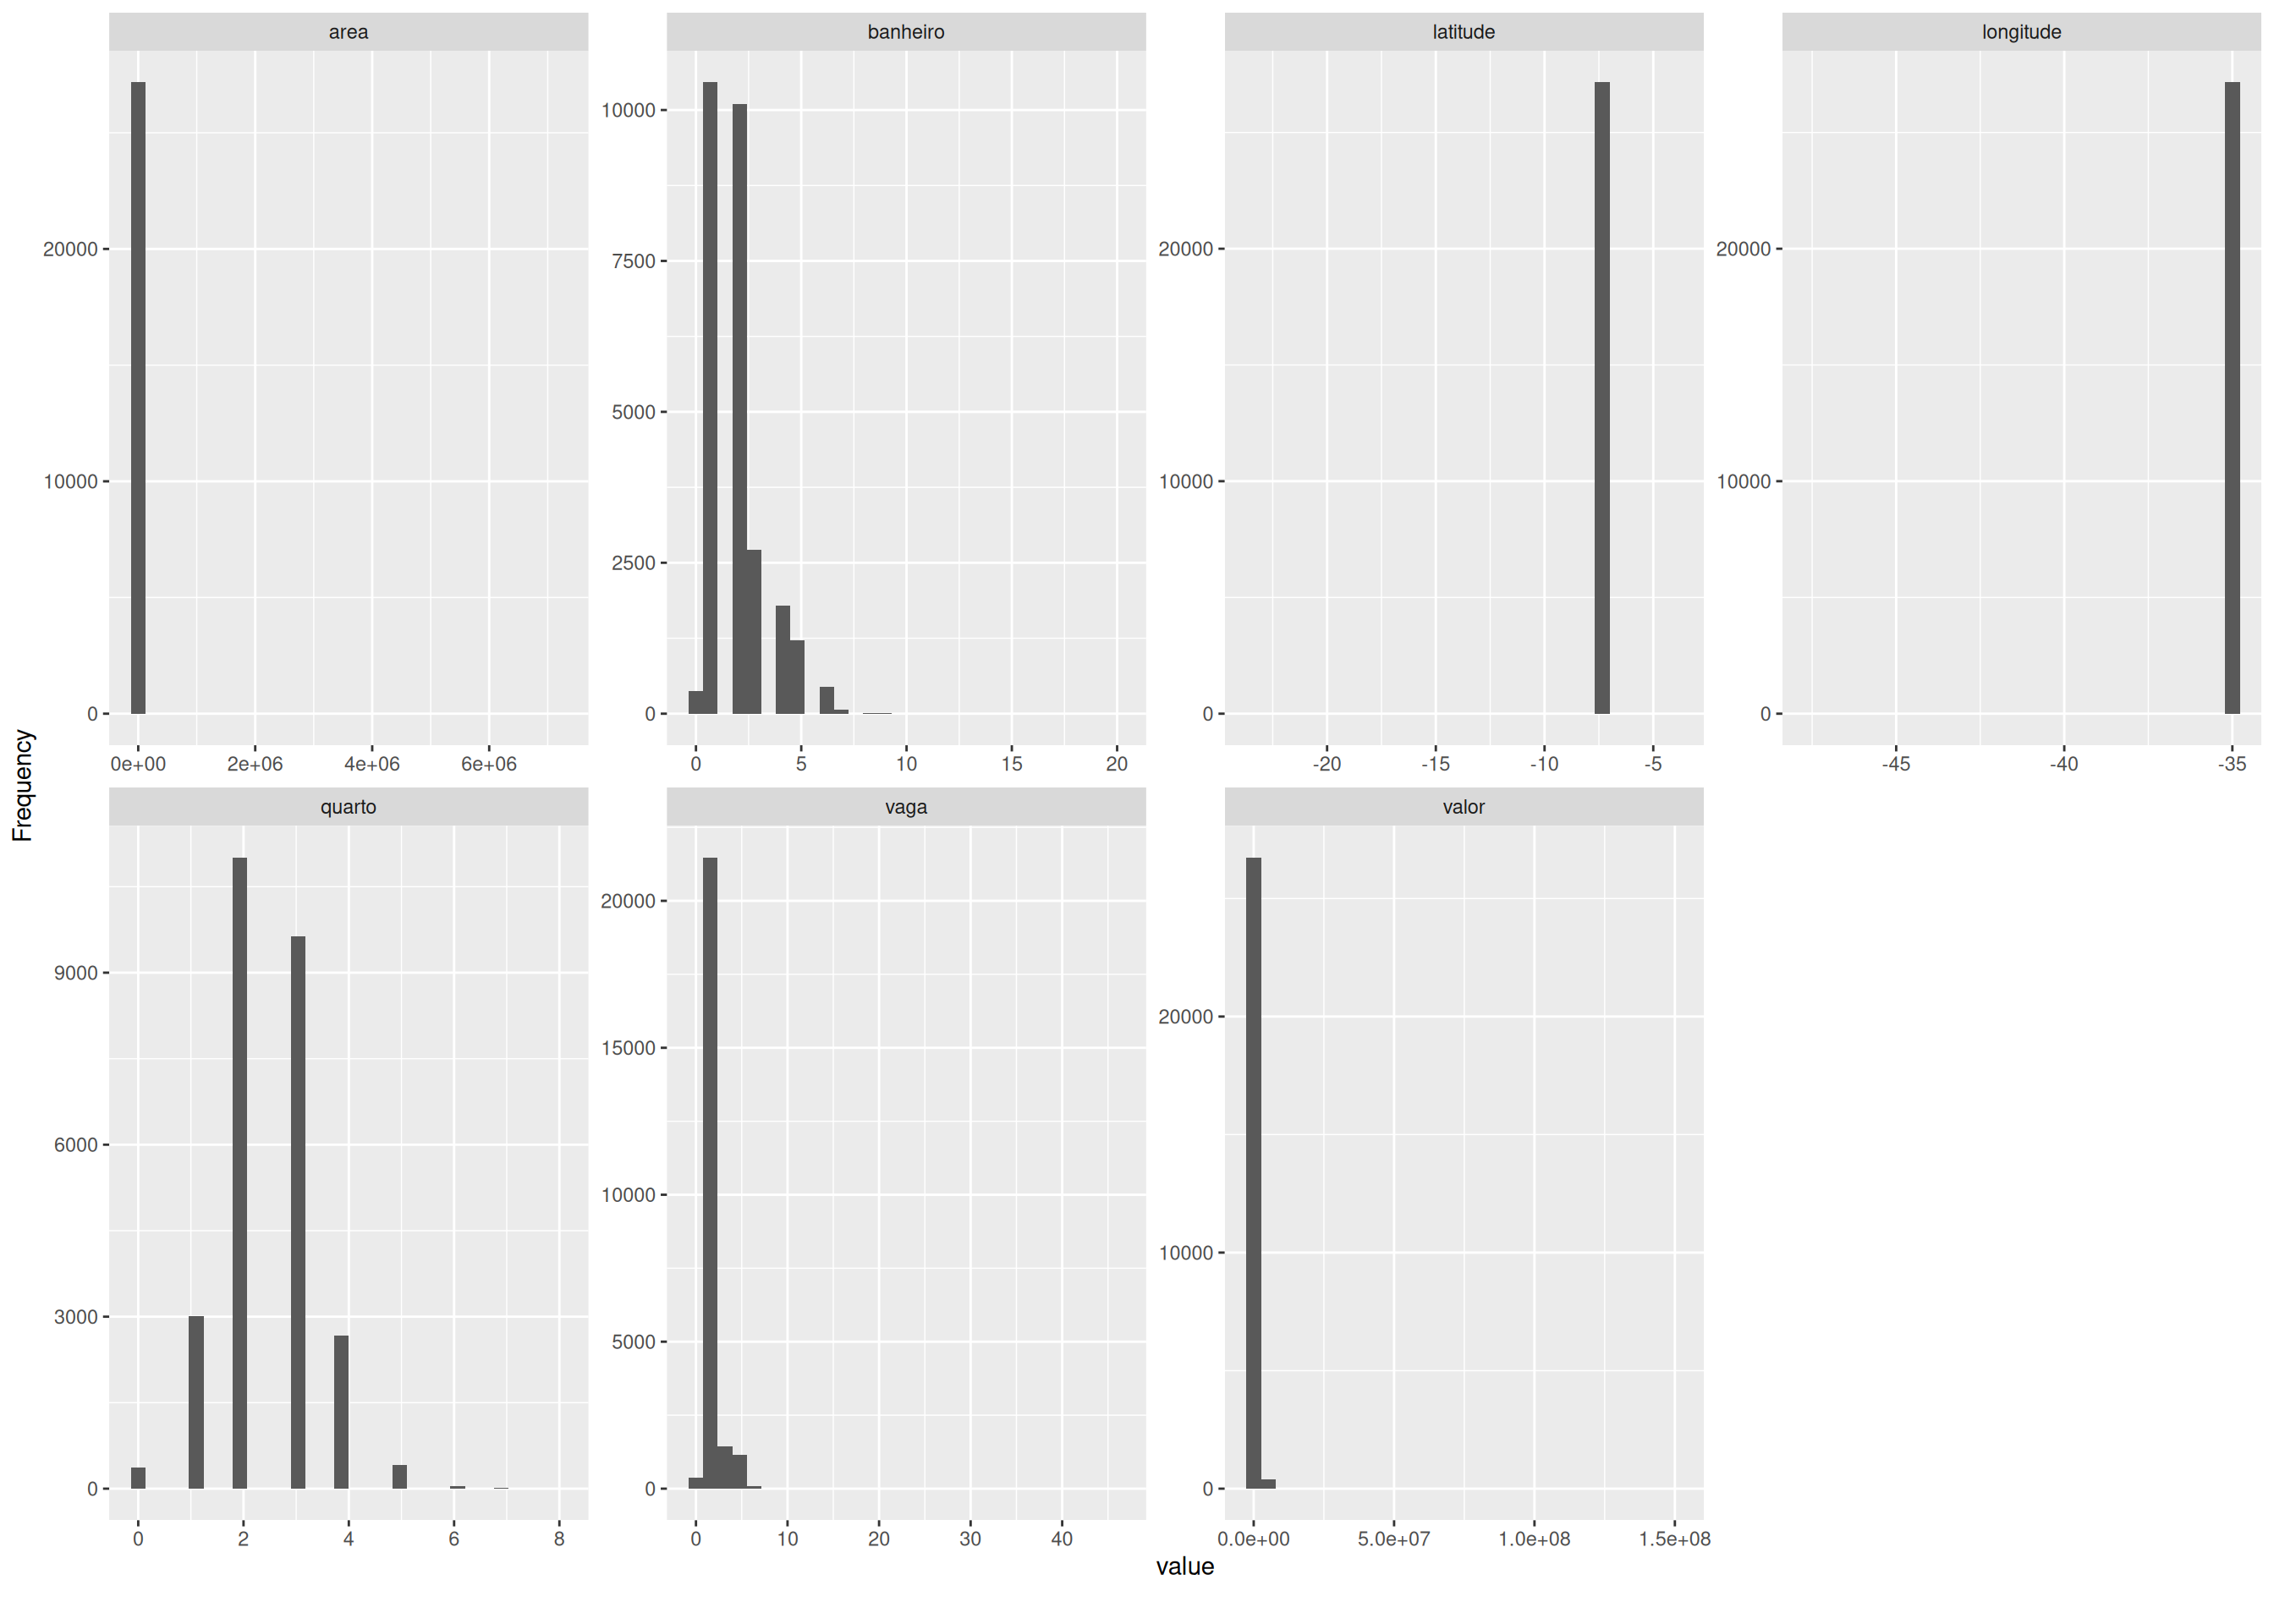 area
banheiro
latitude
longitude
20000
10000
0
0e+00 2e+06 4e+06 6e+06
10000
7500
5000
2500
0
0 5 10 15 20
20000
10000
0
-20 -15 -10 -5
20000
10000
0
-45 -40 -35
Frequency
quarto
vaga
valor
9000
6000
3000
0
0 2 4 6 8
20000
15000
10000
5000
0
0 10 20 30 40
20000
10000
0
0.0e+00 5.0e+07 1.0e+08 1.5e+08
value